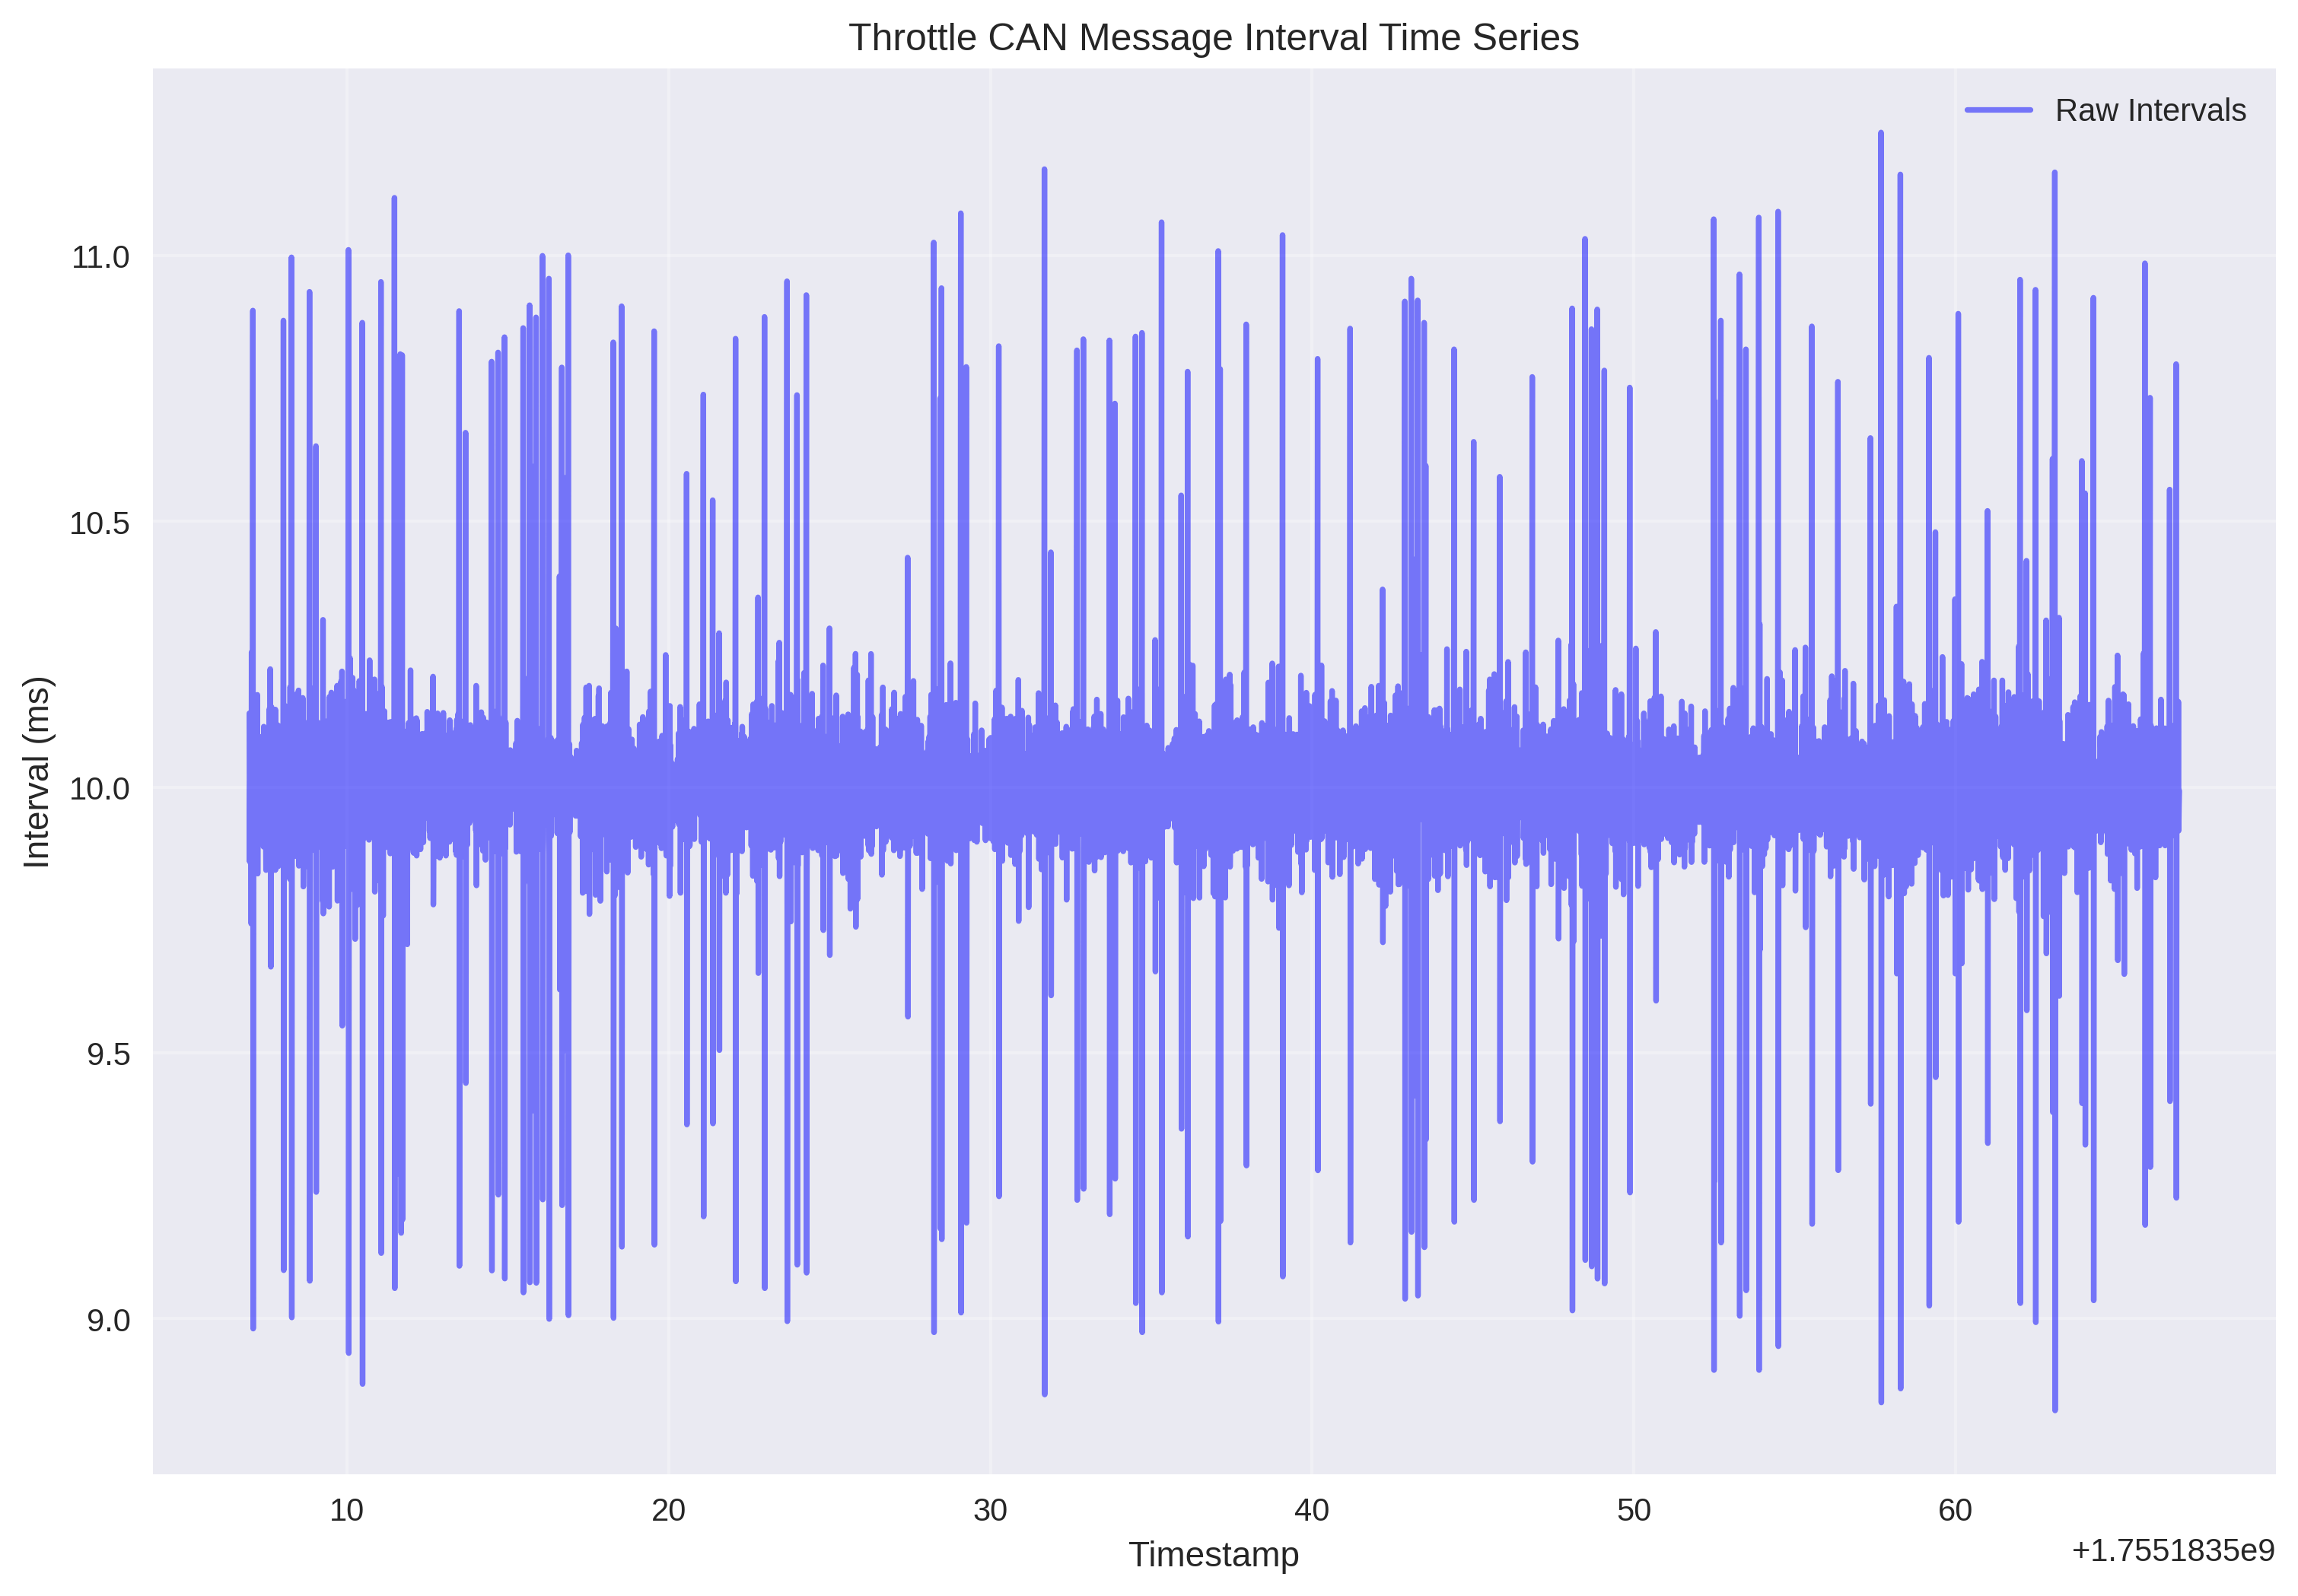 Throttle CAN Message Interval Time Series
Raw Intervals
11.0
10.5
10.0
9.5
9.0
Interval (ms)
10 20 30 40 50 60
Timestamp
+1.7551835e9